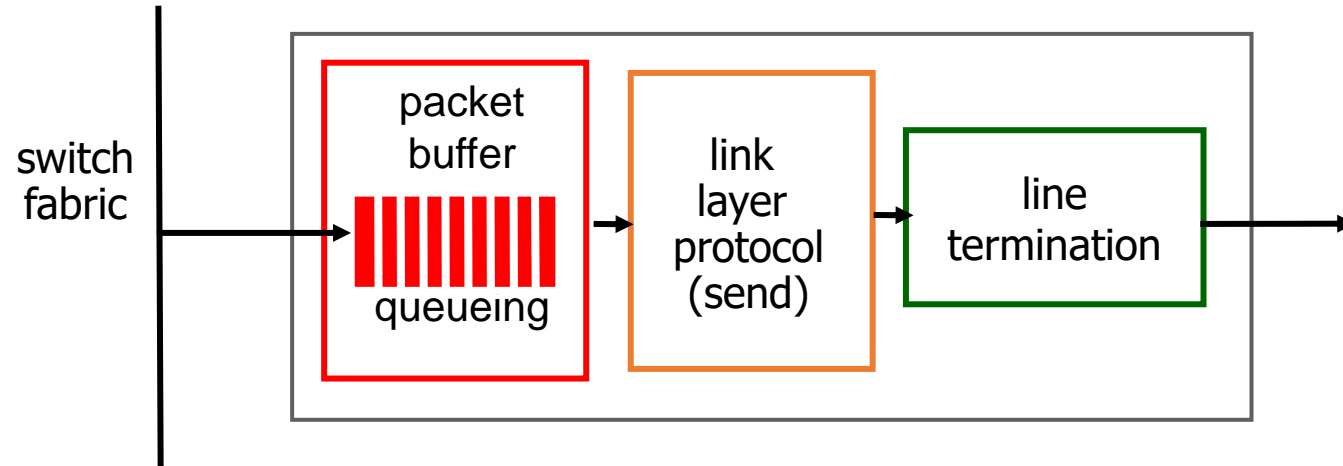 switch
fabric
packet
buffer
queueing
link
layer
protocol
(send)
line
termination